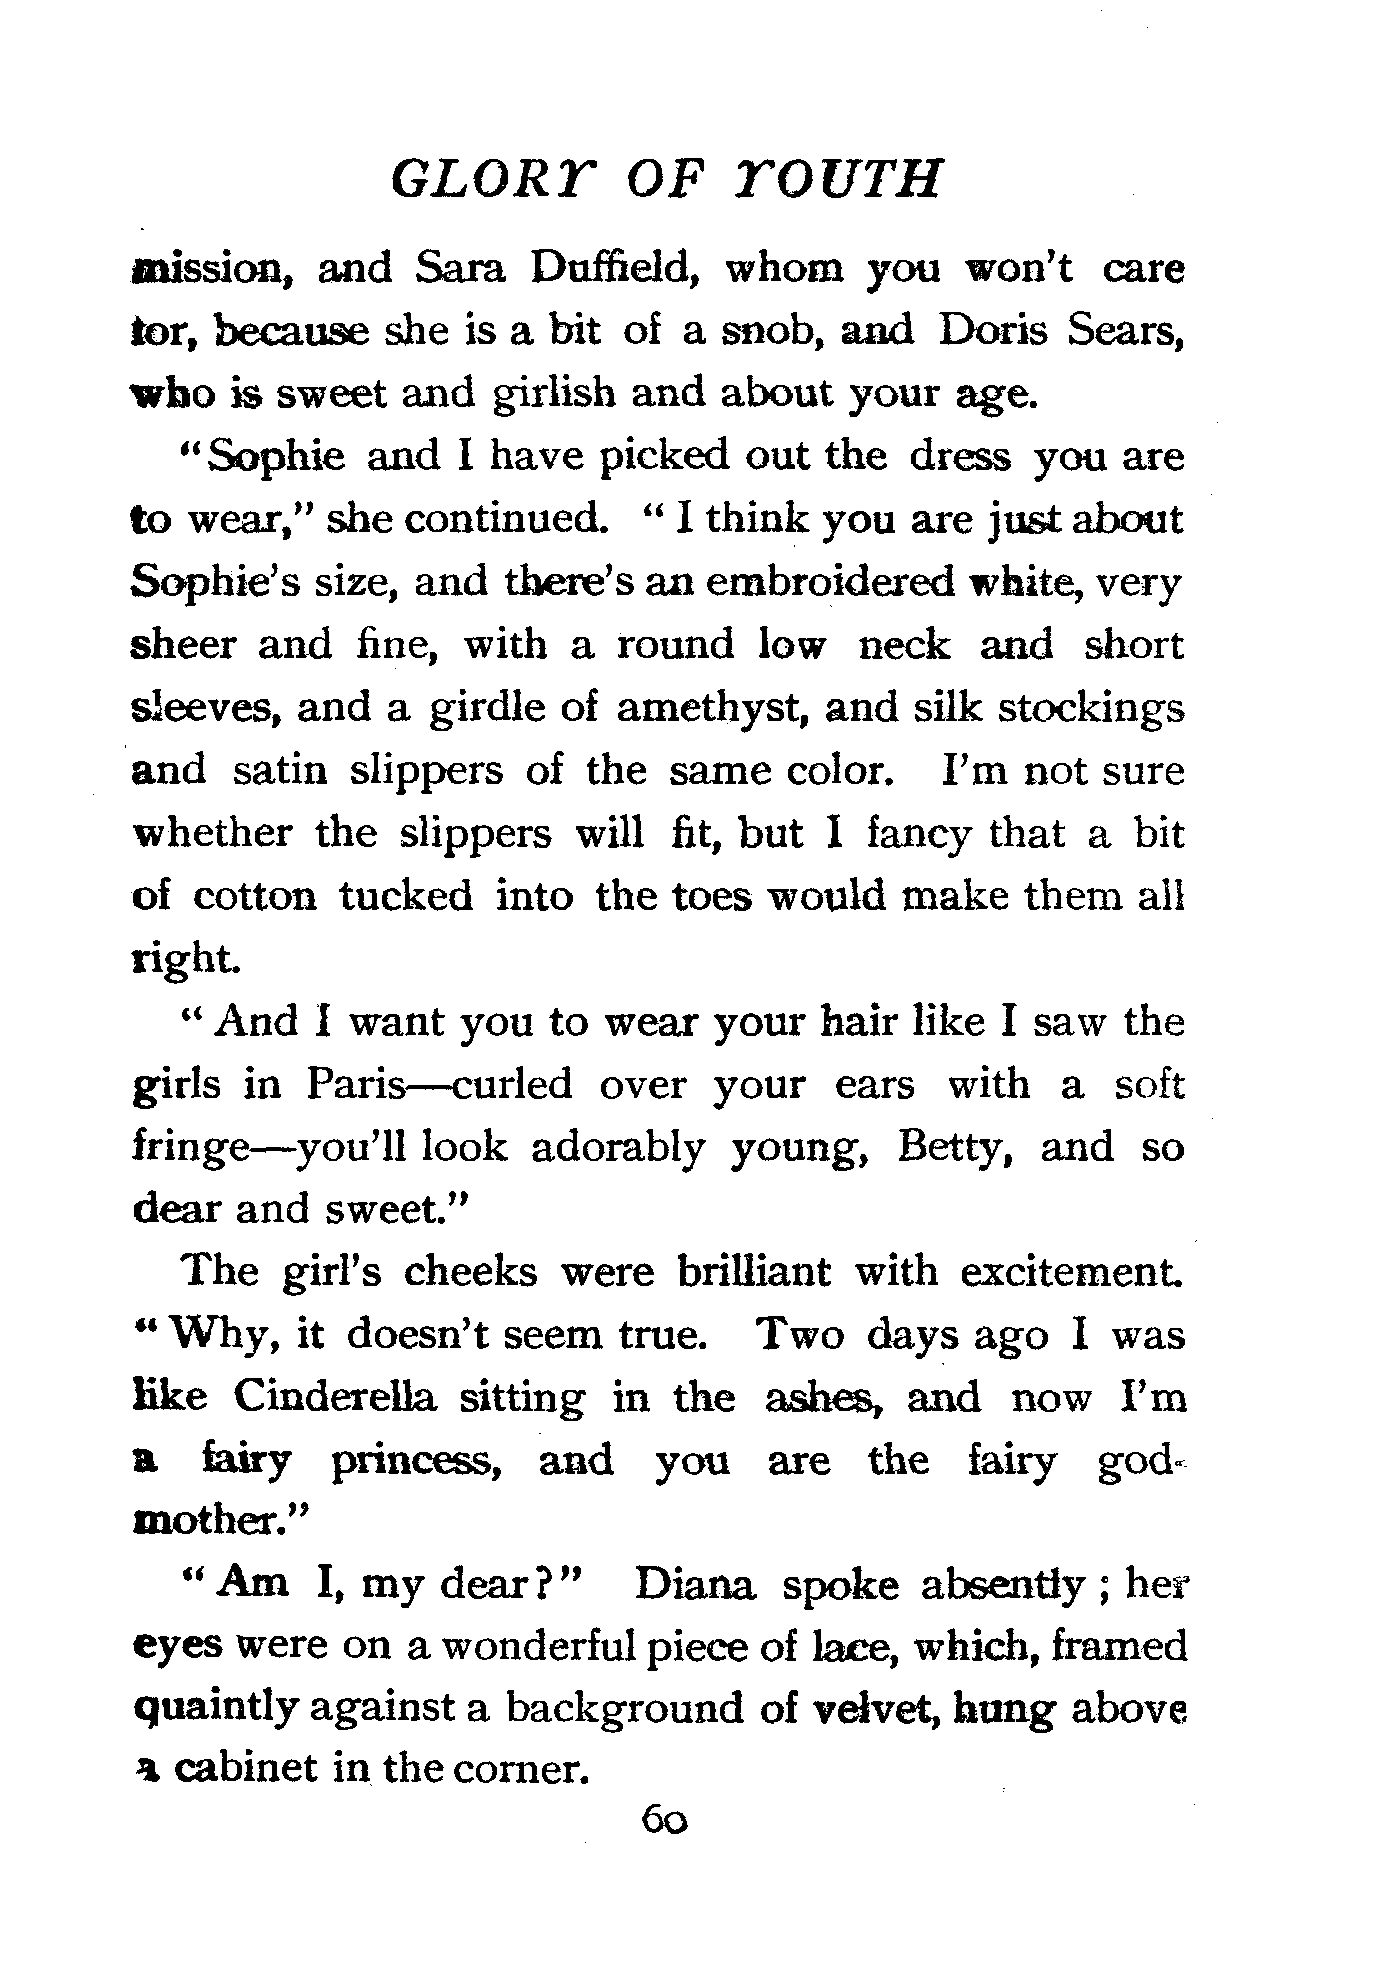 GLORY OF YOUTH
mission, and Sara Duffield, whom you won't care
for, because she is a bit of a snob, and Doris Sears,
who is sweet and girlish and about your age.
"Sophie and I have picked out the dress you are
to wear," she continued. "I think you are just about
Sophie's size, and there's an embroidered white, very
sheer and fine, with a round low neck and short
sleeves, and a girdle of amethyst, and silk stockings
and satin slippers of the same color. I'm not sure
whether the slippers will fit, but I fancy that a bit
of cotton tucked into the toes would make them all
right.
"And I want you to wear your hair like I saw the
girls in Paris—curled over your ears with a soft
fringe—you'll look adorably young, Betty, and so
dear and sweet."
The girl's cheeks were brilliant with excitement.
"Why, it doesn't seem true. Two days ago I was
like Cinderella sitting in the ashes, and now I'm
a fairy princess, and you are the fairy god-
mother."
"Am I, my dear?" Diana spoke absently; her
eyes were on a wonderful piece of lace, which, framed
quaintly against a background of velvet, hung above
a cabinet in the corner.
60